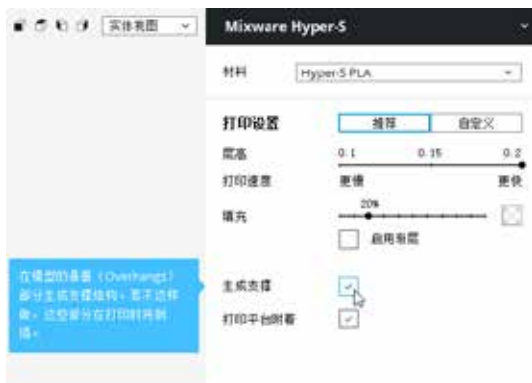 实体视图
Mixware Hyper-S
材料
Hyper-S PLA
打印设置
推荐
自定义
层高
0.1
0.15
0.2
打印速度
更慢
更快
填充
20%
启用渐层
在模型的悬垂（Overhangs）
部分生成支撑结构。若不这样
做，这些部分在打印时将倒
塌。
生成支撑
打印平台附着